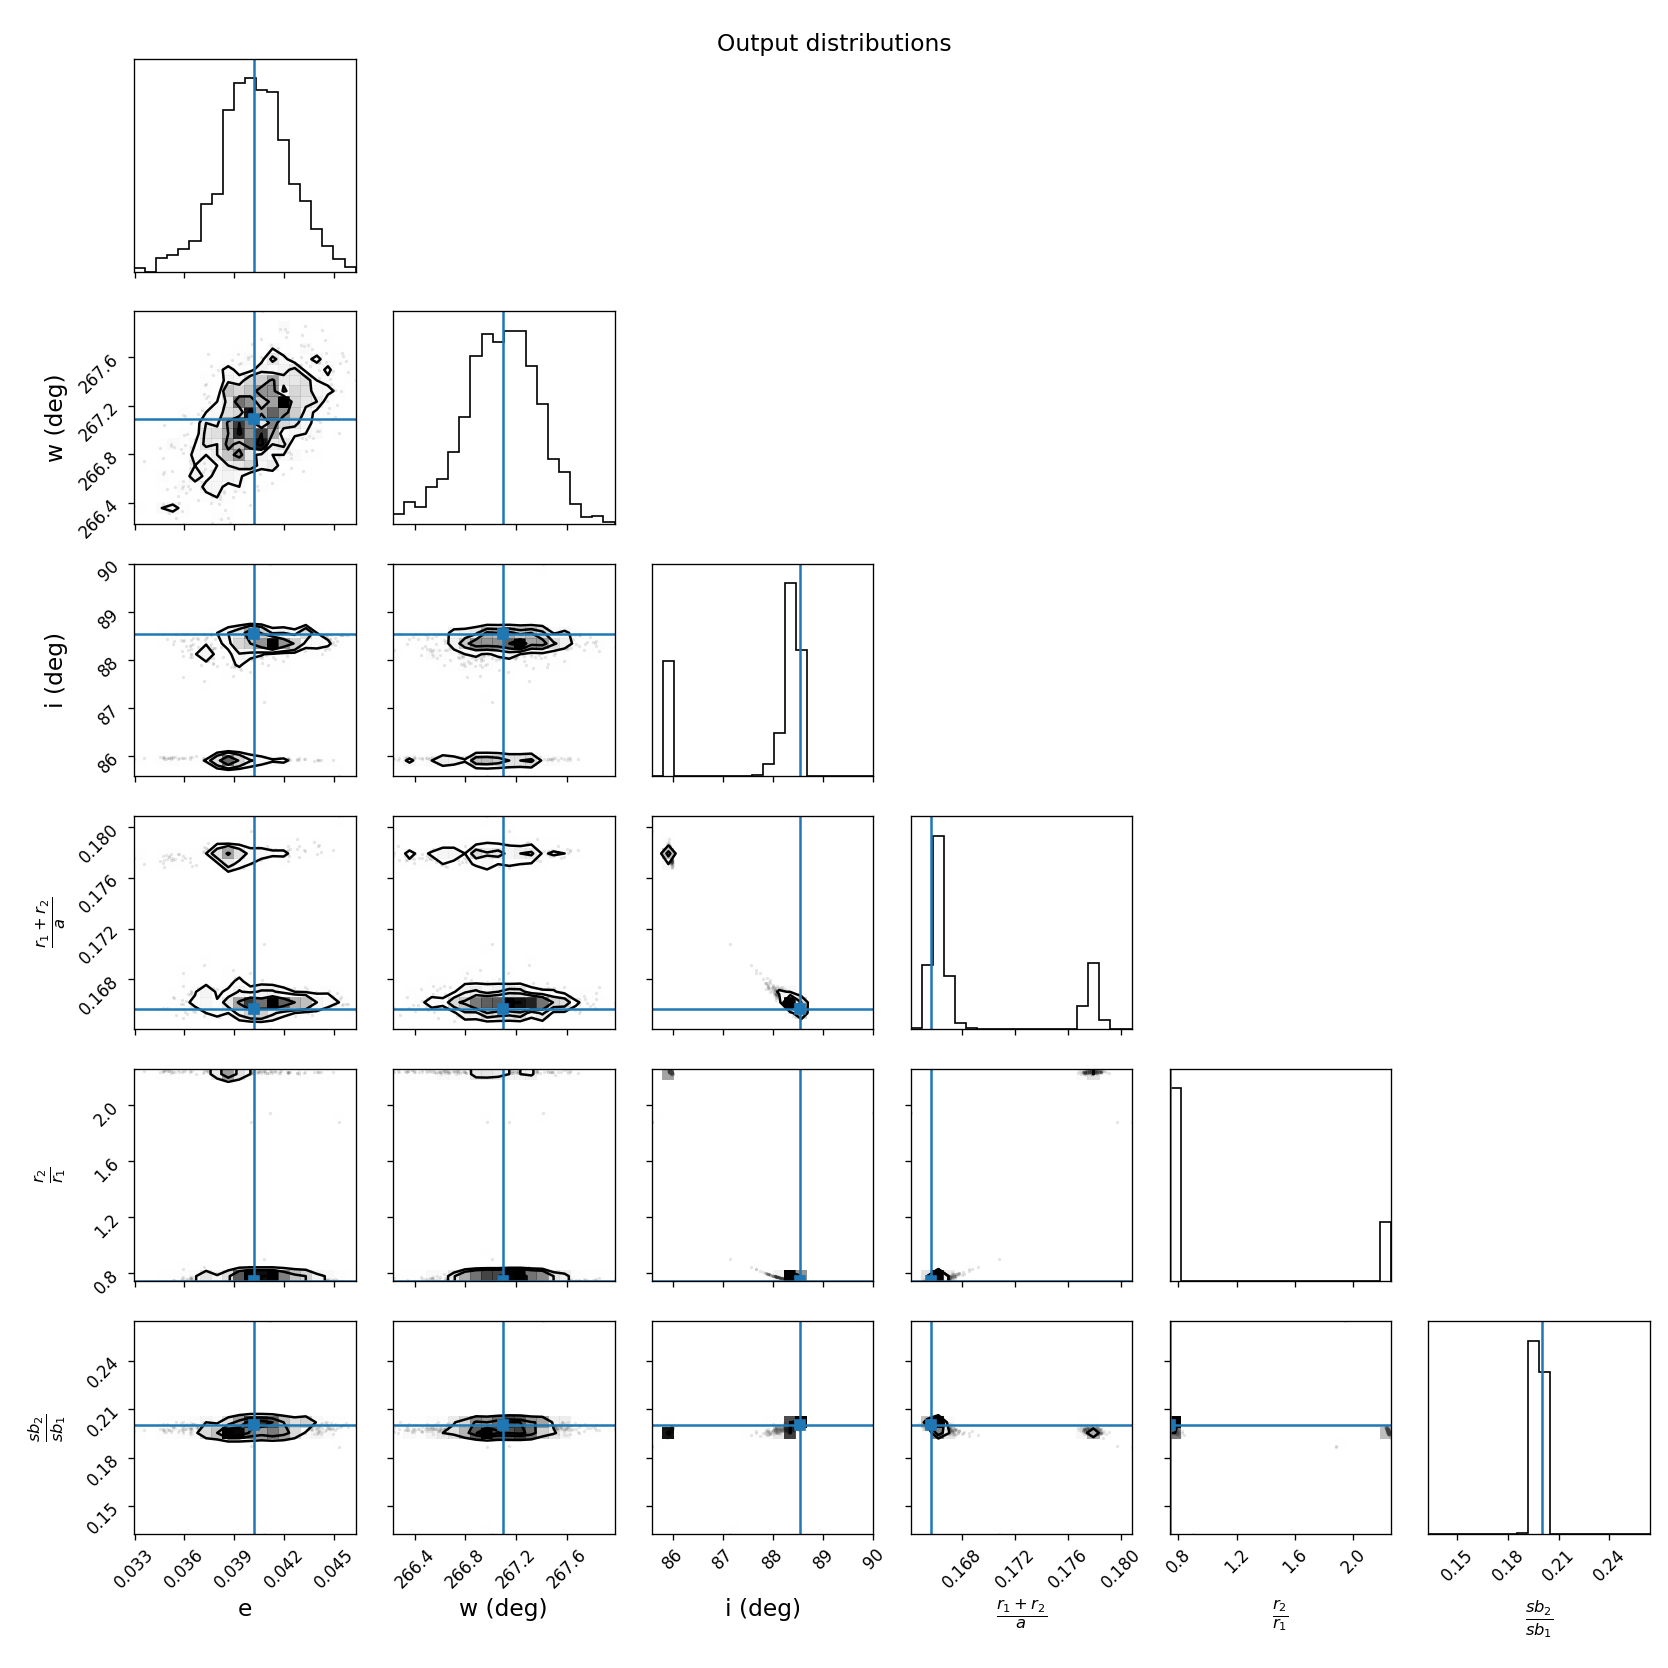 Output distributions
w (deg)
267.6
267.2
266.8
266.4
i (deg)
90
89
88
87
86
r₁ + r₂
a
0.180
0.176
0.172
0.168
r₂
r₁
2.0
1.6
1.2
0.8
sb₂
sb₁
0.24
0.21
0.18
0.15
0.033 0.036 0.039 0.042 0.045 266.4 266.8 267.2 267.6 86 87 88 89 90 0.168 0.172 0.176 0.180 0.8 1.2 1.6 2.0 0.15 0.18 0.21 0.24
e w (deg) i (deg) r₁ + r₂ r₂ sb₂
a r₁ sb₁